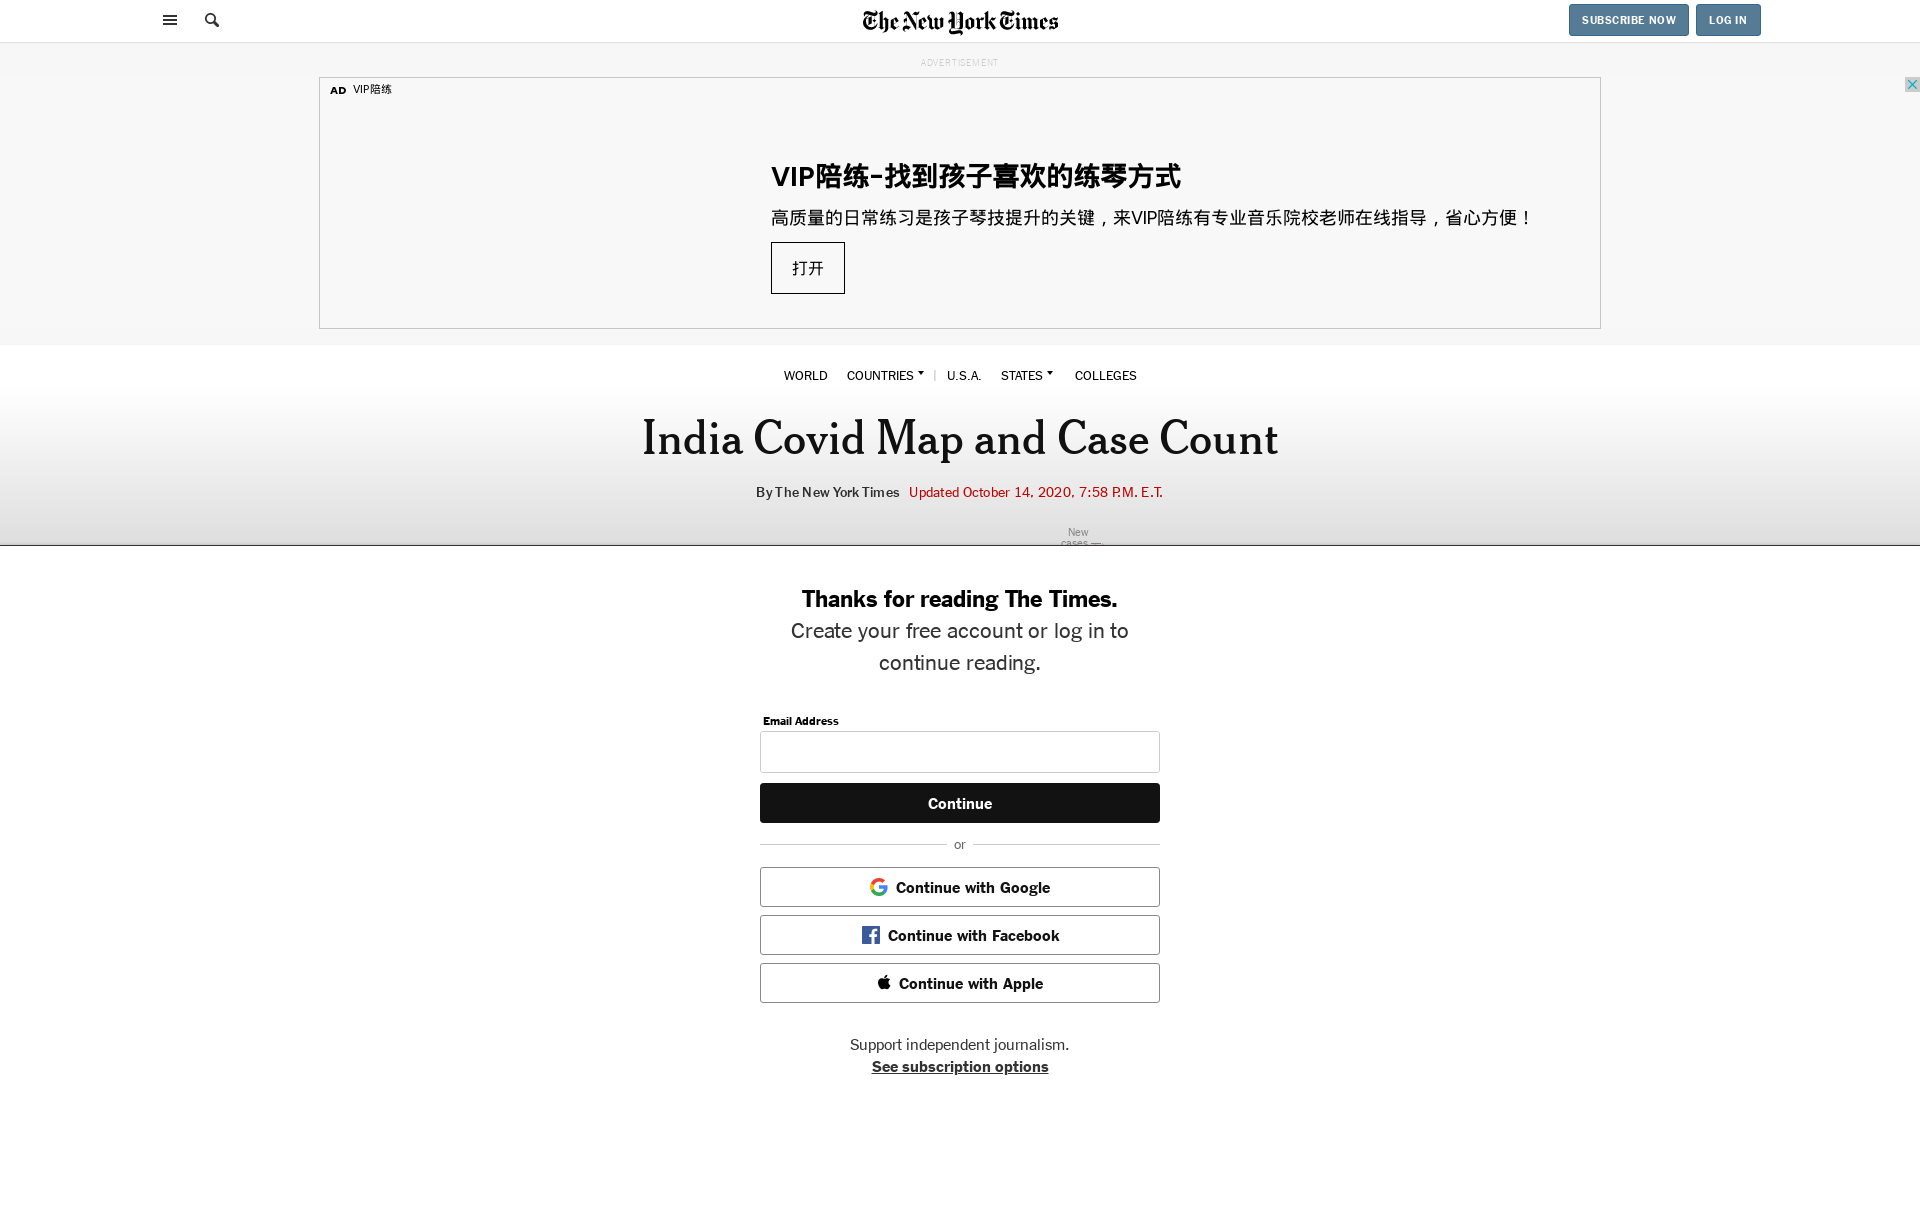 The New York Times
SUBSCRIBE NOW
LOG IN
ADVERTISEMENT
AD VIP陪练
VIP陪练-找到孩子喜欢的练琴方式
高质量的日常练习是孩子琴技提升的关键，来VIP陪练有专业音乐院校老师在线指导，省心方便！
打开
WORLD COUNTRIES | U.S.A. STATES COLLEGES
India Covid Map and Case Count
By The New York Times Updated October 14, 2020, 7:58 P.M. E.T.
New
cases
Thanks for reading The Times.
Create your free account or log in to
continue reading.
Email Address
Continue
or
Continue with Google
Continue with Facebook
Continue with Apple
Support independent journalism.
See subscription options